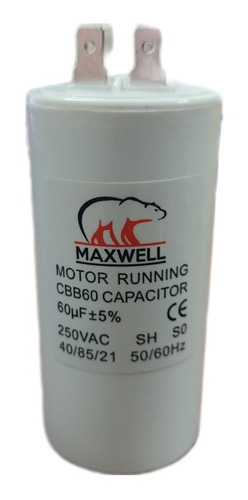 MAXWELL
MOTOR RUNNING
CBB60 CAPACITOR
60µF±5% CE
250VAC SH S0
40/85/21 50/60Hz